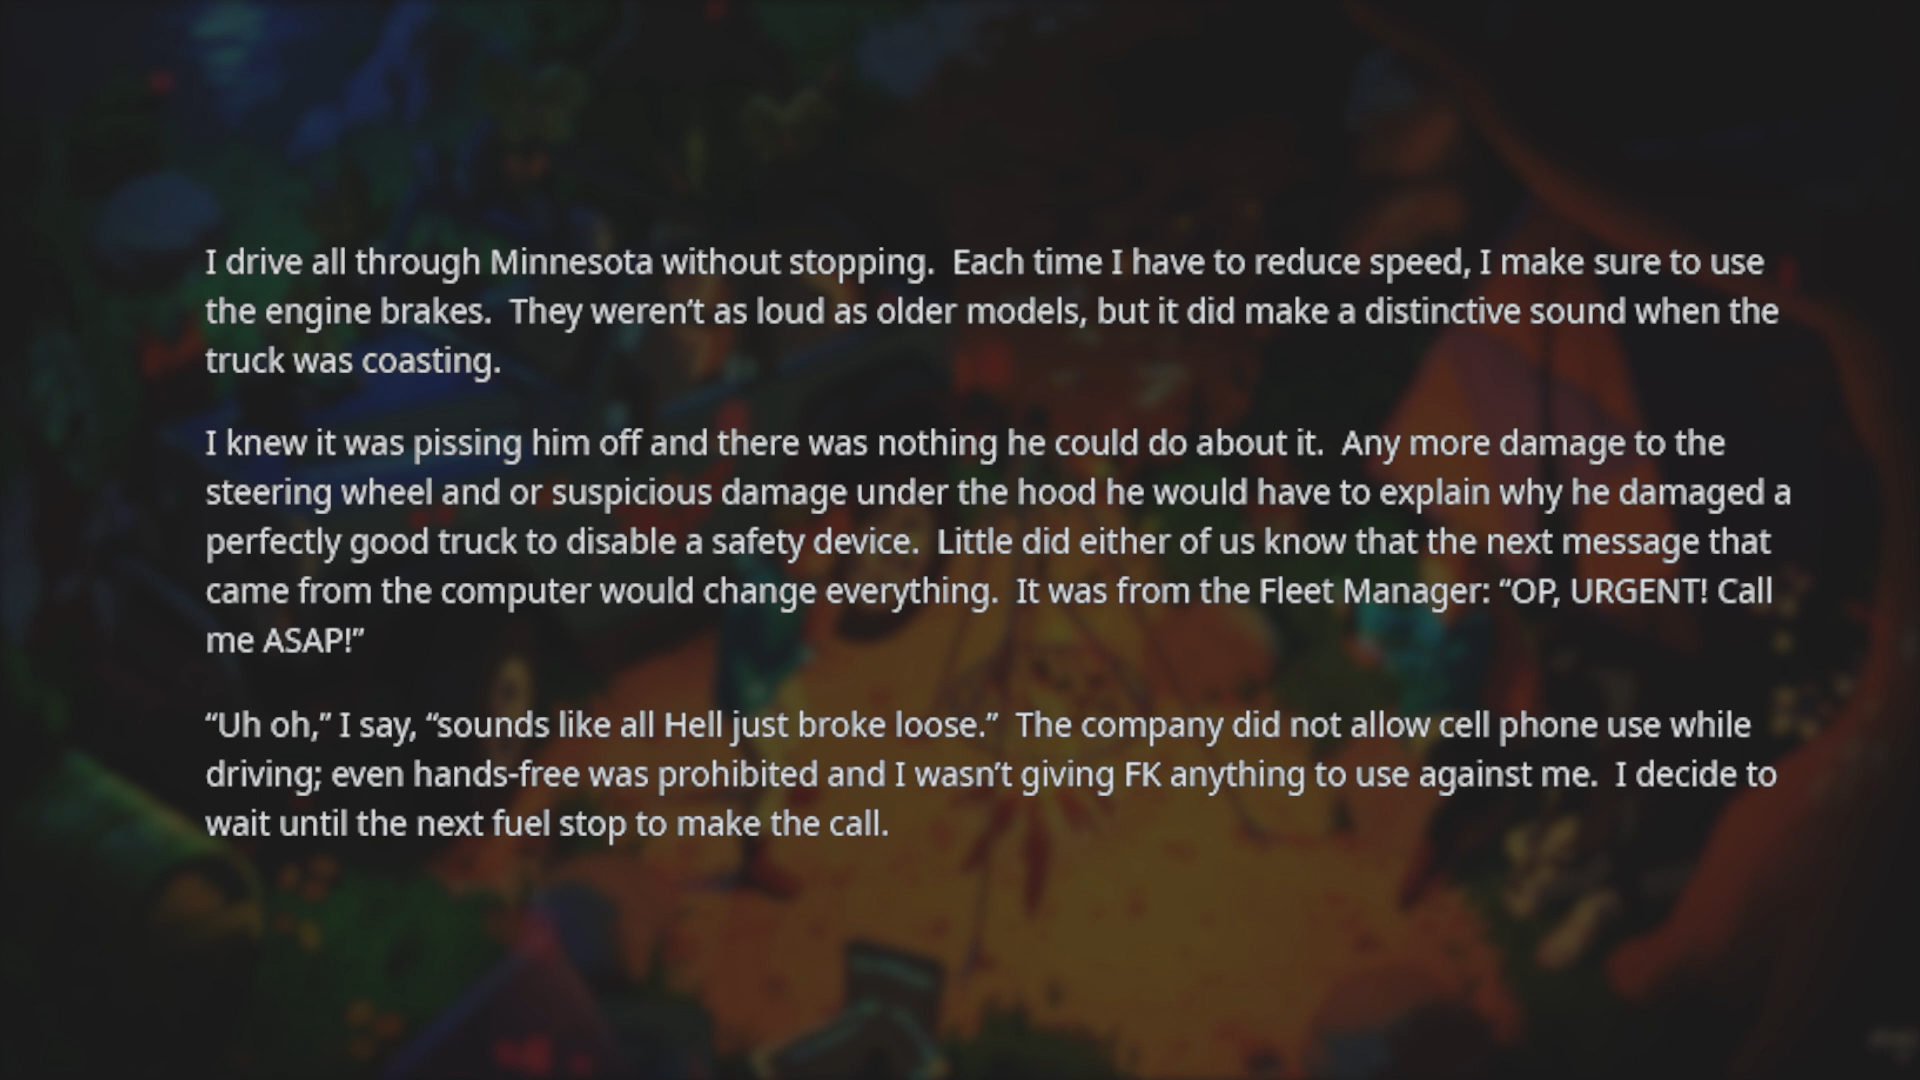 I drive all through Minnesota without stopping.  Each time I have to reduce speed, I make sure to use
the engine brakes.  They weren’t as loud as older models, but it did make a distinctive sound when the
truck was coasting.
I knew it was pissing him off and there was nothing he could do about it.  Any more damage to the
steering wheel and or suspicious damage under the hood he would have to explain why he damaged a
perfectly good truck to disable a safety device.  Little did either of us know that the next message that
came from the computer would change everything.  It was from the Fleet Manager: “OP, URGENT! Call
me ASAP!”
“Uh oh,” I say, “sounds like all Hell just broke loose.”  The company did not allow cell phone use while
driving; even hands-free was prohibited and I wasn’t giving FK anything to use against me.  I decide to
wait until the next fuel stop to make the call.